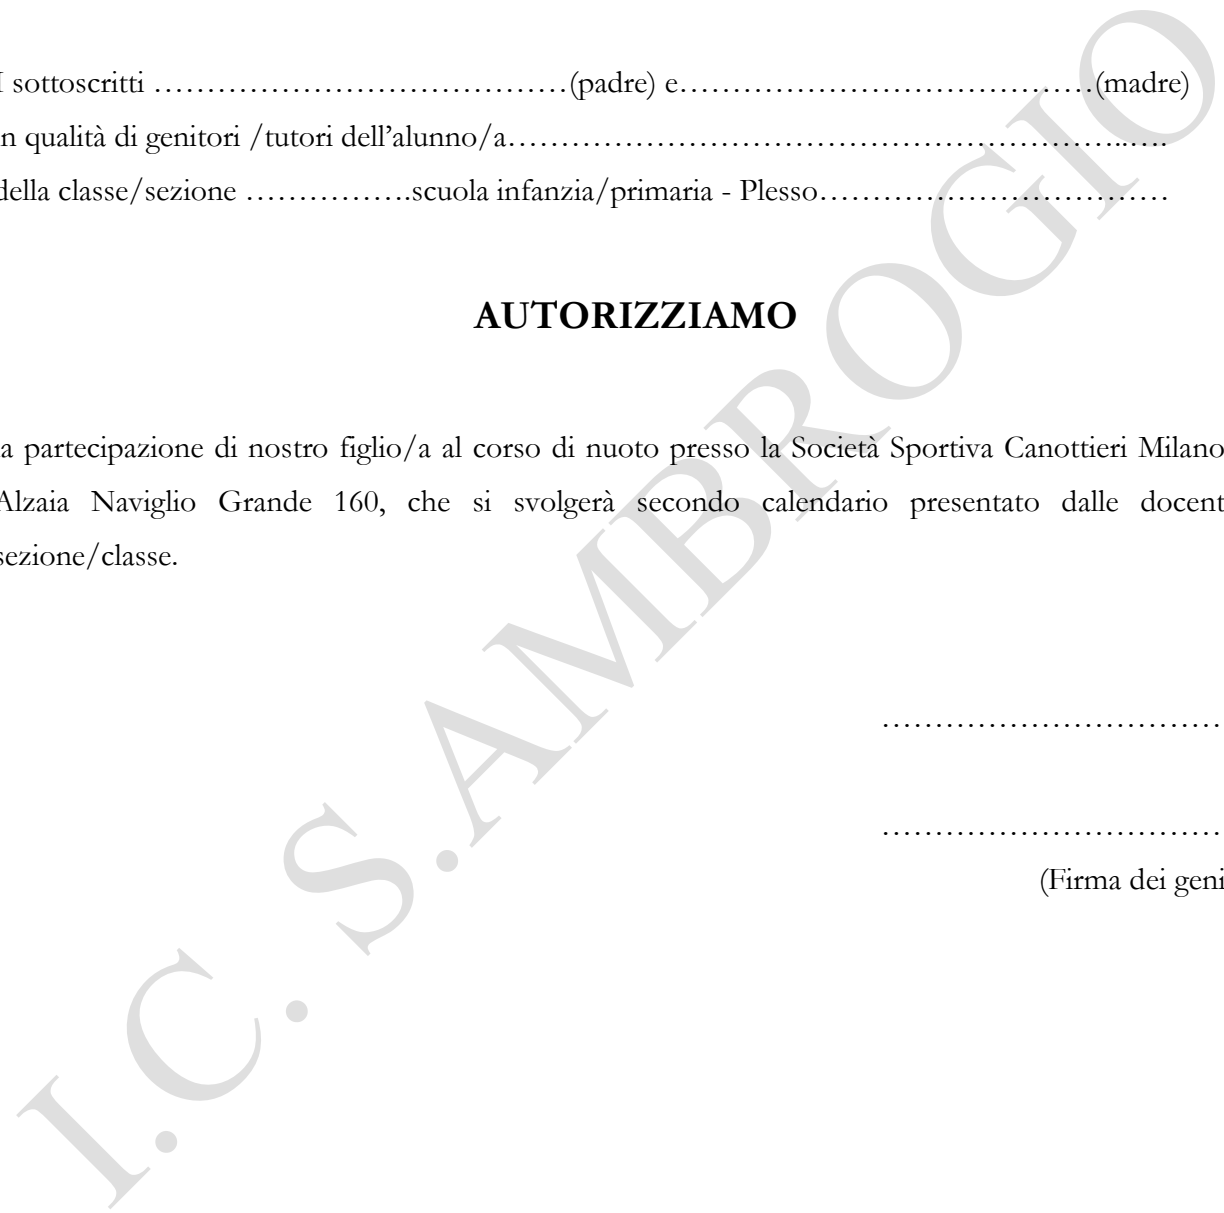 I sottoscritti …………………………………(padre) e…………………………………(madre)
n qualità di genitori /tutori dell’alunno/a…………………………………………………...….
della classe/sezione …………….scuola infanzia/primaria - Plesso……………………………
AUTORIZZIAMO
a partecipazione di nostro figlio/a al corso di nuoto presso la Società Sportiva Canottieri Milano
Alzaia Naviglio Grande 160, che si svolgerà secondo calendario presentato dalle docent
sezione/classe.
……………………………
……………………………
(Firma dei geni
I.C. S.AMBROGIO